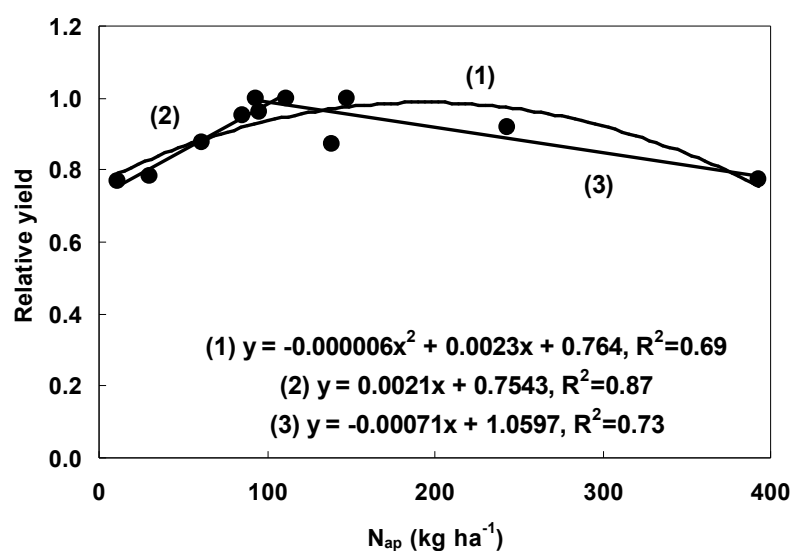 1.2
1.0
0.8
0.6
0.4
0.2
0.0
Relative yield
(1)
(2)
(3)
(1) y = -0.000006x² + 0.0023x + 0.764, R²=0.69
(2) y = 0.0021x + 0.7543, R²=0.87
(3) y = -0.00071x + 1.0597, R²=0.73
0 100 200 300 400
Nap (kg ha⁻¹)